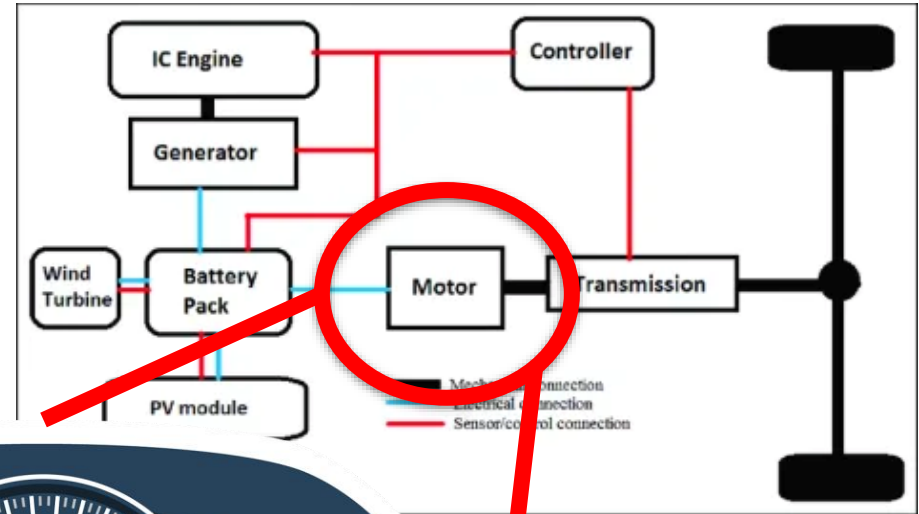 IC Engine
Controller
Generator
Wind
Turbine
Battery
Pack
Motor
Transmission
PV module
connection
Electrical connection
Sensor/control connection